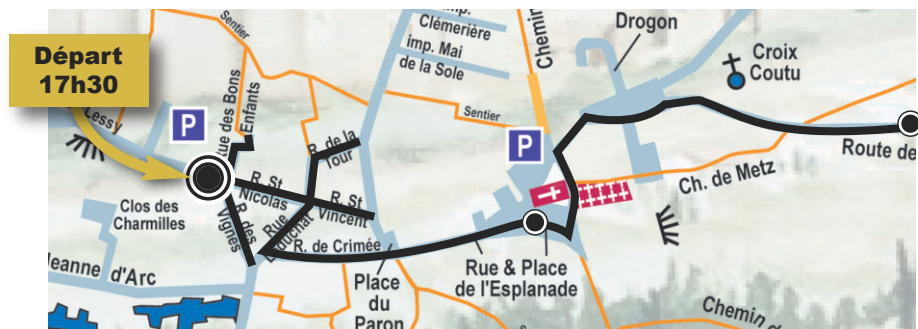 Départ
17h30
Lessy
Sentier
P
Rue des Bons
Enfants
Clémerière
imp. Mai
de la Sole
Chemin
Drogon
Croix
Coutu
Sentier
P
R. de la
Tour
R. St
Nicolas
R. St
Vincent
Clos des
Charmilles
R. des
Vignes
Rue
R. de Crimée
Route de
Ch. de Metz
Jeanne d'Arc
Place
du
Paron
Rue & Place
de l'Esplanade
Chemin de